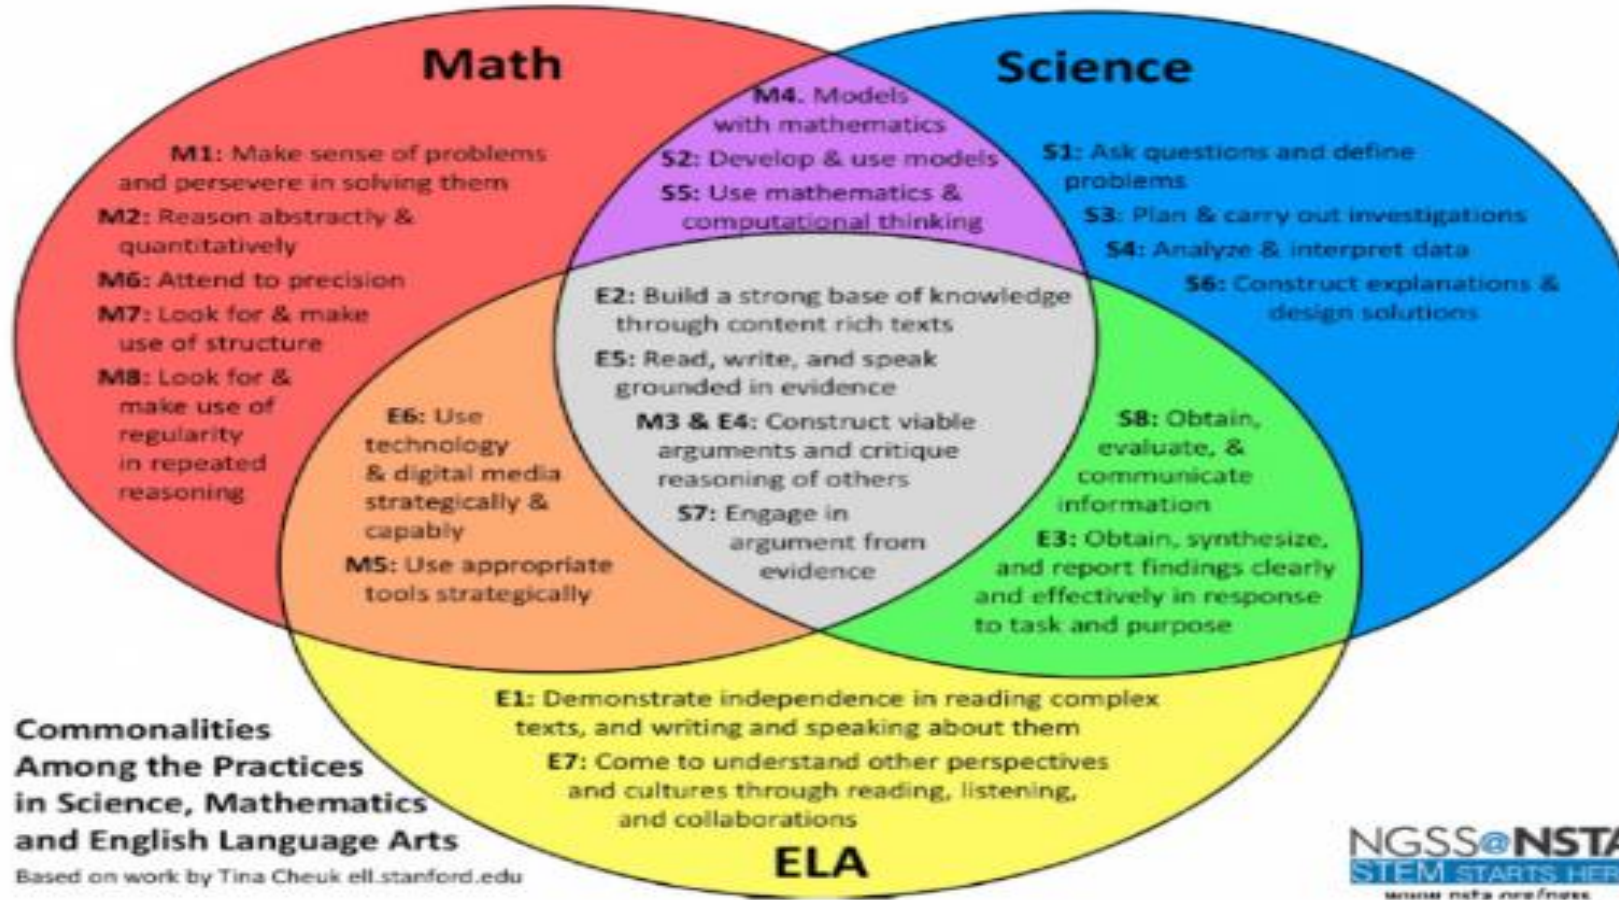 Math
Science
M1: Make sense of problems
and persevere in solving them
M2: Reason abstractly &
quantitatively
M6: Attend to precision
M7: Look for & make
use of structure
M8: Look for &
make use of
regularity
in repeated
reasoning
M4. Models
with mathematics
S2: Develop & use models
S5: Use mathematics &
computational thinking
S1: Ask questions and define
problems
S3: Plan & carry out investigations
S4: Analyze & interpret data
S6: Construct explanations &
design solutions
E2: Build a strong base of knowledge
through content rich texts
E5: Read, write, and speak
grounded in evidence
M3 & E4: Construct viable
arguments and critique
reasoning of others
S7: Engage in
argument from
evidence
E6: Use
technology
& digital media
strategically &
capably
M5: Use appropriate
tools strategically
S8: Obtain,
evaluate, &
communicate
information
E3: Obtain, synthesize,
and report findings clearly
and effectively in response
to task and purpose
E1: Demonstrate independence in reading complex
texts, and writing and speaking about them
E7: Come to understand other perspectives
and cultures through reading, listening,
and collaborations
ELA
Commonalities
Among the Practices
in Science, Mathematics
and English Language Arts
Based on work by Tina Cheuk ell.stanford.edu
NGSS@NSTA
STEM STARTS HER
www.nsta.org/ngss